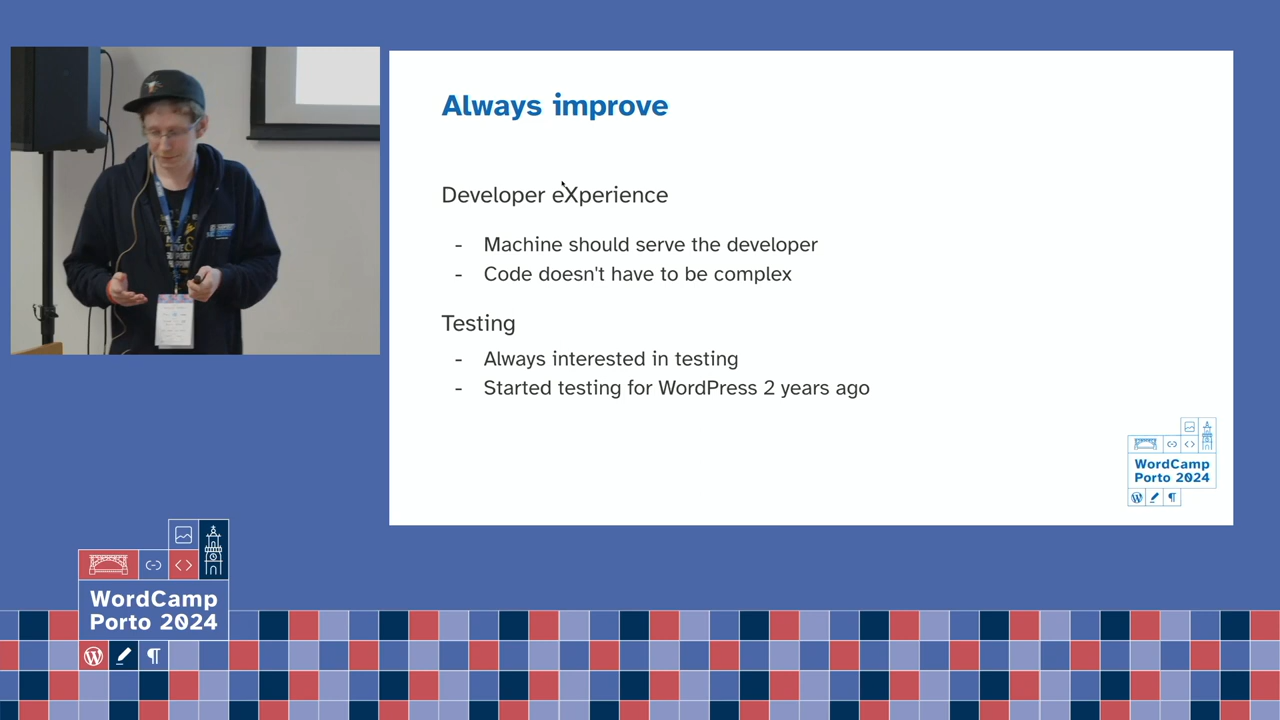 Always improve
Developer eXperience
- Machine should serve the developer
- Code doesn't have to be complex
Testing
- Always interested in testing
- Started testing for WordPress 2 years ago
WordCamp
Porto 2024
WordCamp
Porto 2024